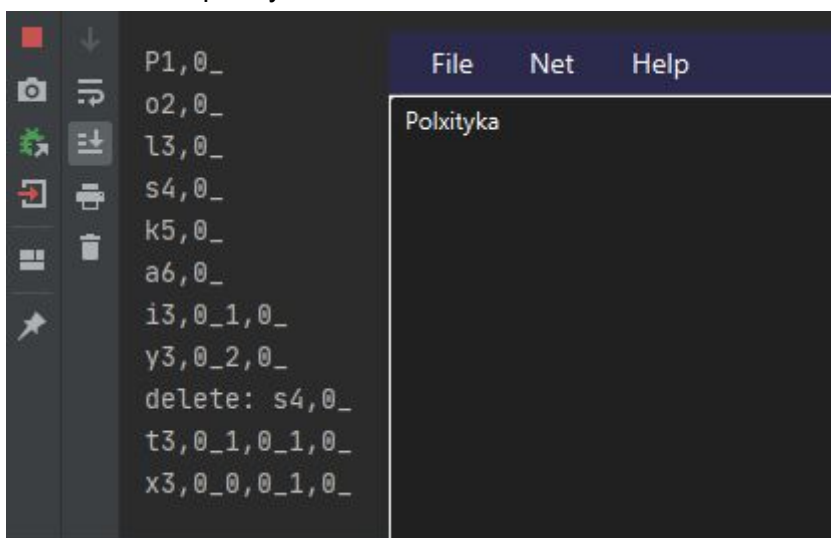 P1,0_
o2,0_
l3,0_
s4,0_
k5,0_
a6,0_
i3,0_1,0_
y3,0_2,0_
delete: s4,0_
t3,0_1,0_1,0_
x3,0_0,0_1,0_
File Net Help
Polxityka